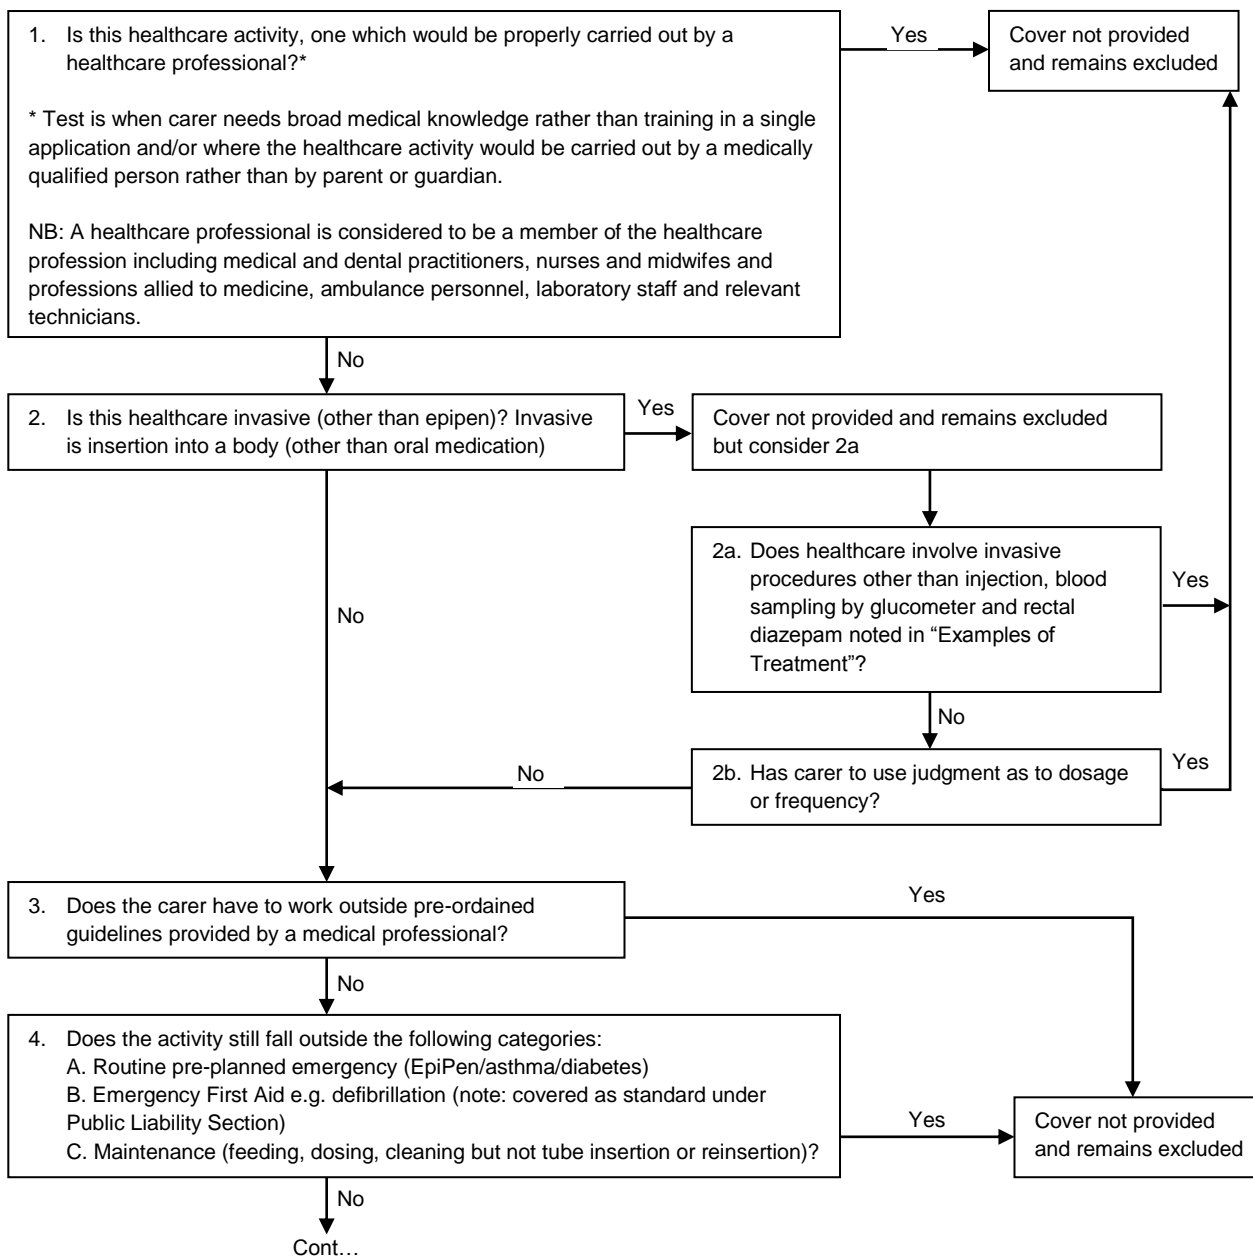 1. Is this healthcare activity, one which would be properly carried out by a
healthcare professional?*
* Test is when carer needs broad medical knowledge rather than training in a single
application and/or where the healthcare activity would be carried out by a medically
qualified person rather than by parent or guardian.
NB: A healthcare professional is considered to be a member of the healthcare
profession including medical and dental practitioners, nurses and midwifes and
professions allied to medicine, ambulance personnel, laboratory staff and relevant
technicians.
Yes
Cover not provided
and remains excluded
No
2. Is this healthcare invasive (other than epipen)? Invasive
is insertion into a body (other than oral medication)
Yes
Cover not provided and remains excluded
but consider 2a
2a. Does healthcare involve invasive
procedures other than injection, blood
sampling by glucometer and rectal
diazepam noted in “Examples of
Treatment”?
Yes
No
No
2b. Has carer to use judgment as to dosage
or frequency?
Yes
No
3. Does the carer have to work outside pre-ordained
guidelines provided by a medical professional?
Yes
No
4. Does the activity still fall outside the following categories:
A. Routine pre-planned emergency (EpiPen/asthma/diabetes)
B. Emergency First Aid e.g. defibrillation (note: covered as standard under
Public Liability Section)
C. Maintenance (feeding, dosing, cleaning but not tube insertion or reinsertion)?
Yes
Cover not provided
and remains excluded
No
Cont…